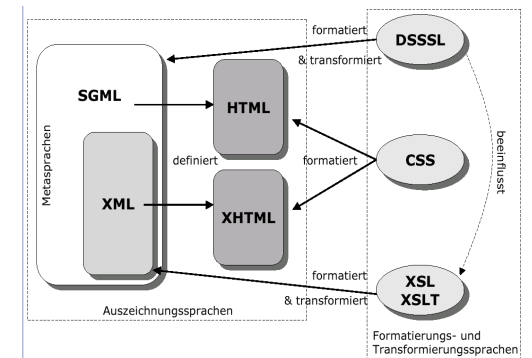 formatiert
DSSSL
& transformiert
SGML
HTML
Metasprachen
definiert
formatiert
CSS
beeinflusst
XML
XHTML
formatiert
XSL
XSLT
& transformiert
Auszeichnungssprachen
Formatierungs- und
Transformierungssprachen